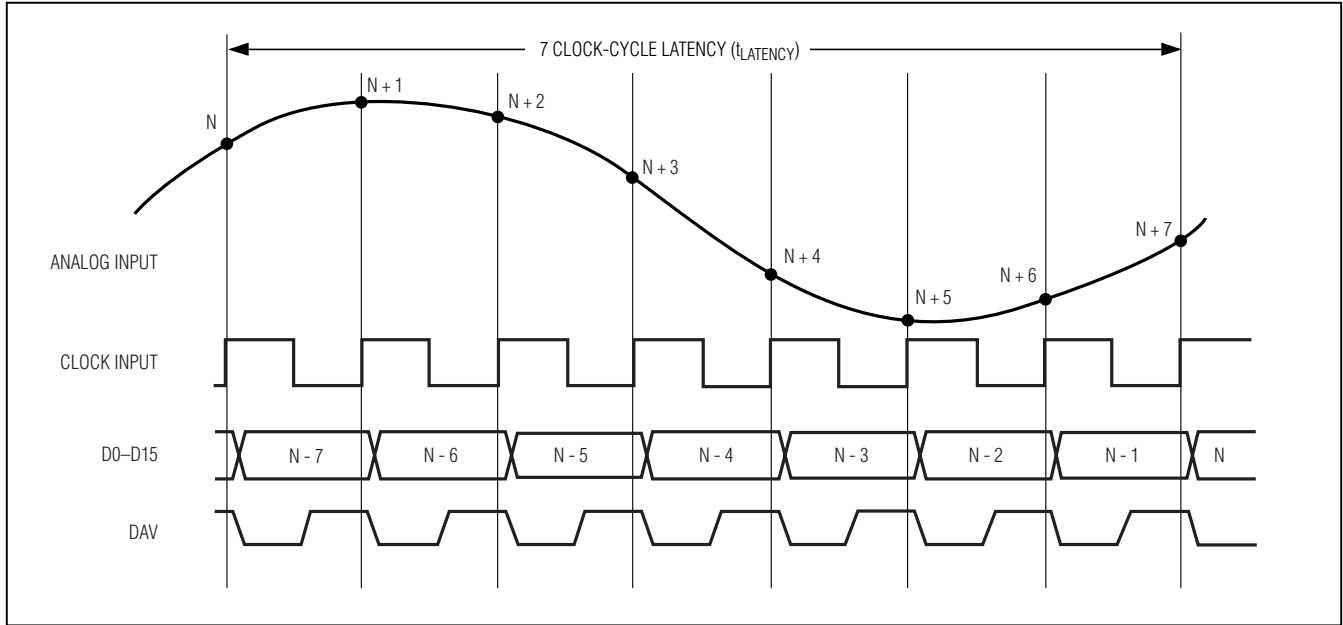 7 CLOCK-CYCLE LATENCY (tLATENCY)
N
N + 1
N + 2
N + 3
N + 4
N + 5
N + 6
N + 7
ANALOG INPUT
CLOCK INPUT
D0–D15
N - 7
N - 6
N - 5
N - 4
N - 3
N - 2
N - 1
N
DAV